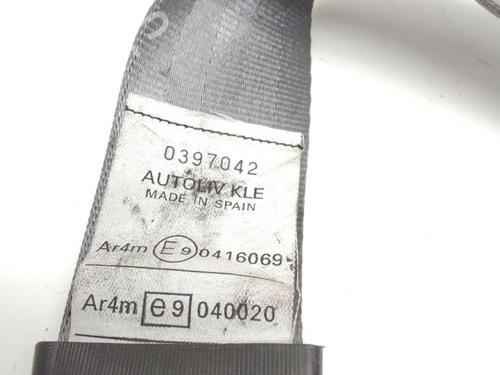 0397042
AUTOLIV KLE
MADE IN SPAIN
Ar4m E9 0416069
Ar4m e9 040020